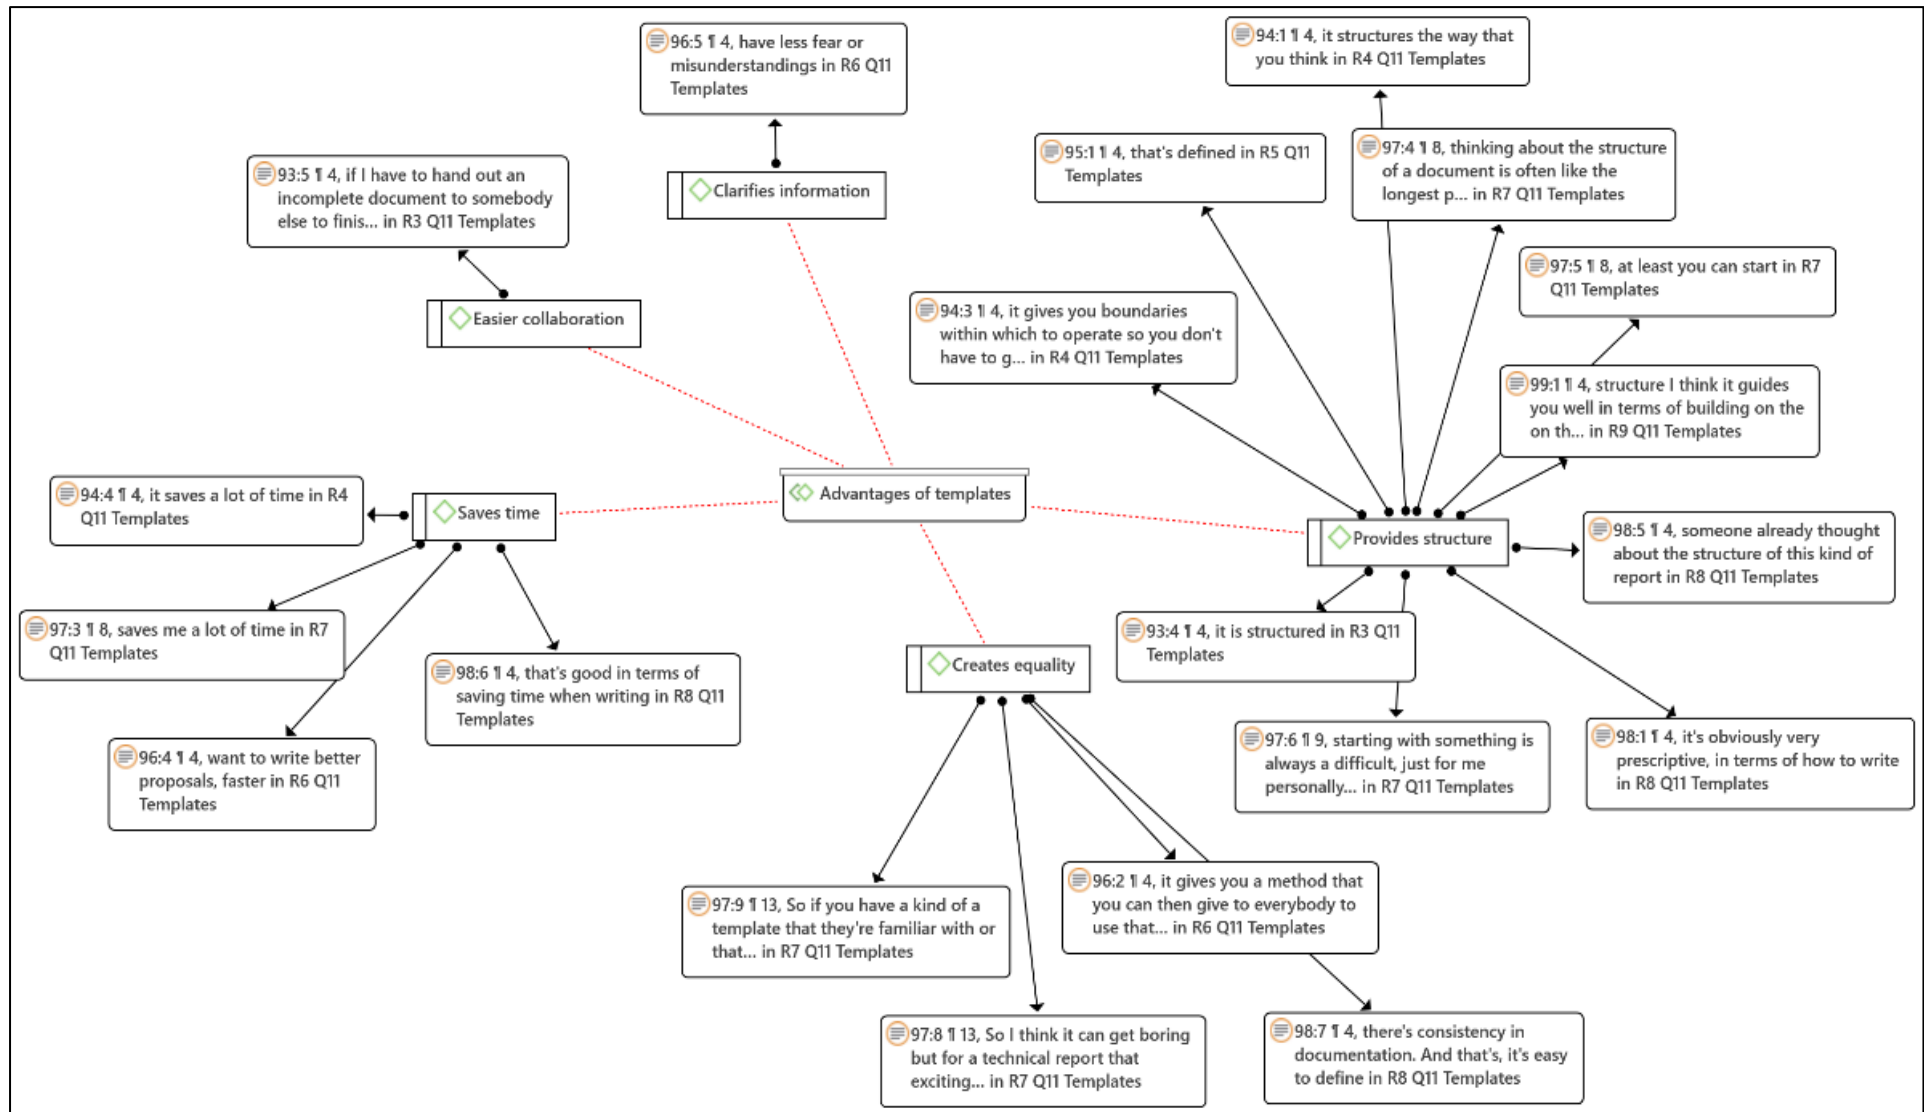 96:5 ¶ 4, have less fear or
misunderstandings in R6 Q11
Templates
94:1 ¶ 4, it structures the way that
you think in R4 Q11 Templates
95:1 ¶ 4, that's defined in R5 Q11
Templates
97:4 ¶ 8, thinking about the structure
of a document is often like the
longest p... in R7 Q11 Templates
93:5 ¶ 4, if I have to hand out an
incomplete document to somebody
else to finis... in R3 Q11 Templates
Clarifies information
97:5 ¶ 8, at least you can start in R7
Q11 Templates
Easier collaboration
94:3 ¶ 4, it gives you boundaries
within which to operate so you don't
have to g... in R4 Q11 Templates
99:1 ¶ 4, structure I think it guides
you well in terms of building on the
on th... in R9 Q11 Templates
94:4 ¶ 4, it saves a lot of time in R4
Q11 Templates
Saves time
Advantages of templates
Provides structure
98:5 ¶ 4, someone already thought
about the structure of this kind of
report in R8 Q11 Templates
97:3 ¶ 8, saves me a lot of time in R7
Q11 Templates
98:6 ¶ 4, that's good in terms of
saving time when writing in R8 Q11
Templates
Creates equality
93:4 ¶ 4, it is structured in R3 Q11
Templates
96:4 ¶ 4, want to write better
proposals, faster in R6 Q11
Templates
97:6 ¶ 9, starting with something is
always a difficult, just for me
personally... in R7 Q11 Templates
98:1 ¶ 4, it's obviously very
prescriptive, in terms of how to write
in R8 Q11 Templates
97:9 ¶ 13, So if you have a kind of a
template that they're familiar with or
that... in R7 Q11 Templates
96:2 ¶ 4, it gives you a method that
you can then give to everybody to
use that... in R6 Q11 Templates
97:8 ¶ 13, So I think it can get boring
but for a technical report that
exciting... in R7 Q11 Templates
98:7 ¶ 4, there's consistency in
documentation. And that's, it's easy
to define in R8 Q11 Templates